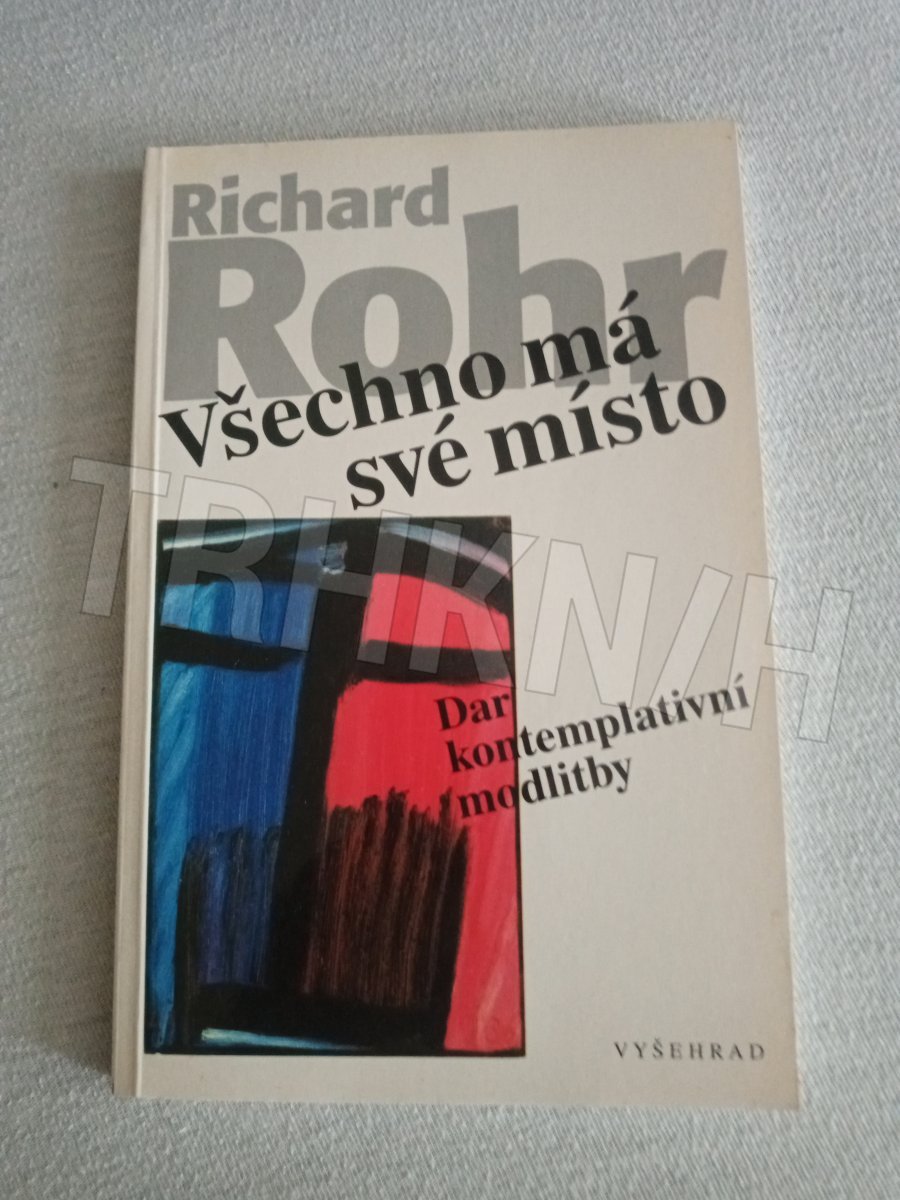 Richard
Rohr
Všechno má
své místo
TRHKNIH
Dar
kontemplativní
modlitby
VYŠEHRAD